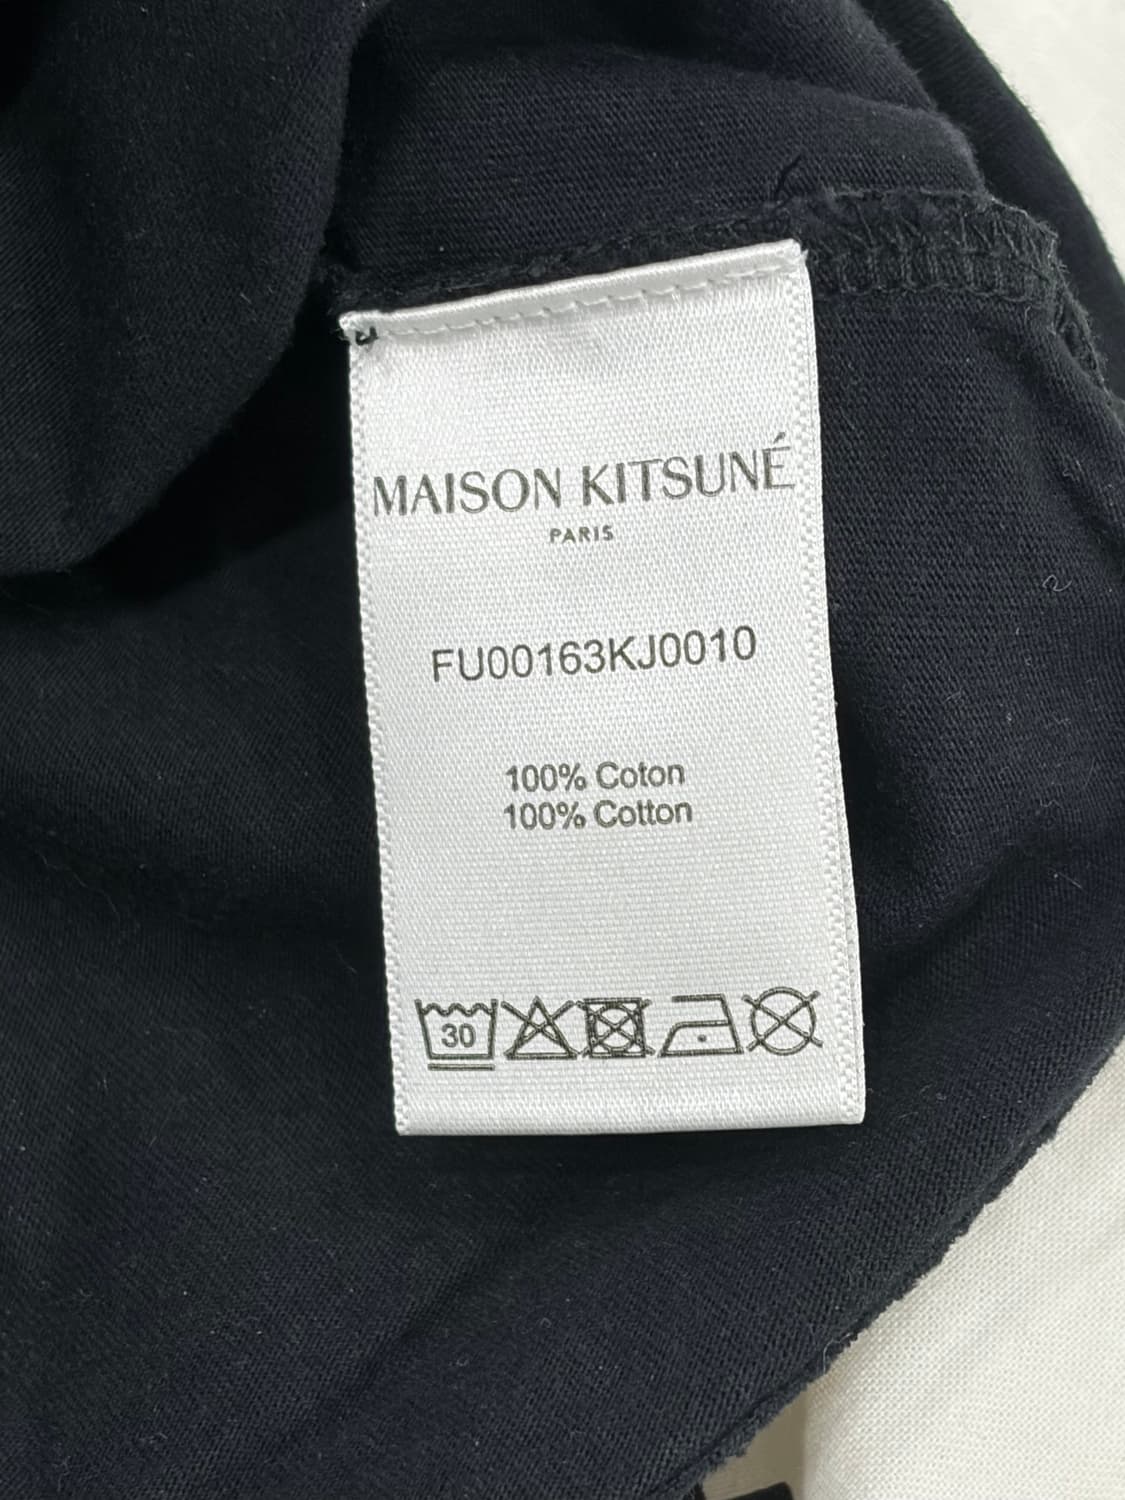 MAISON KITSUNÉ
PARIS
FU00163KJ0010
100% Coton
100% Cotton
30